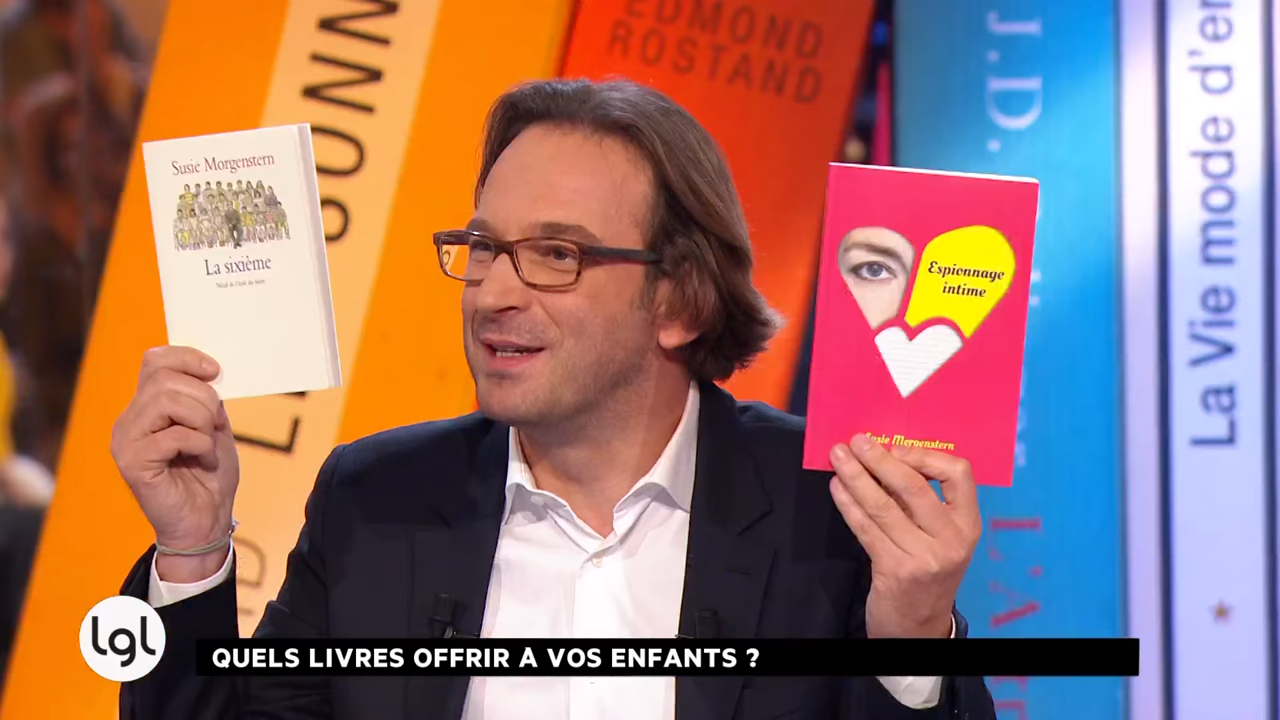 EDMOND
ROSTAND
J.D.
La Vie mode d'e
Susie Morgenstern
La sixième
Espionnage
intime
Susie Morgenstern
lgl
QUELS LIVRES OFFRIR À VOS ENFANTS ?